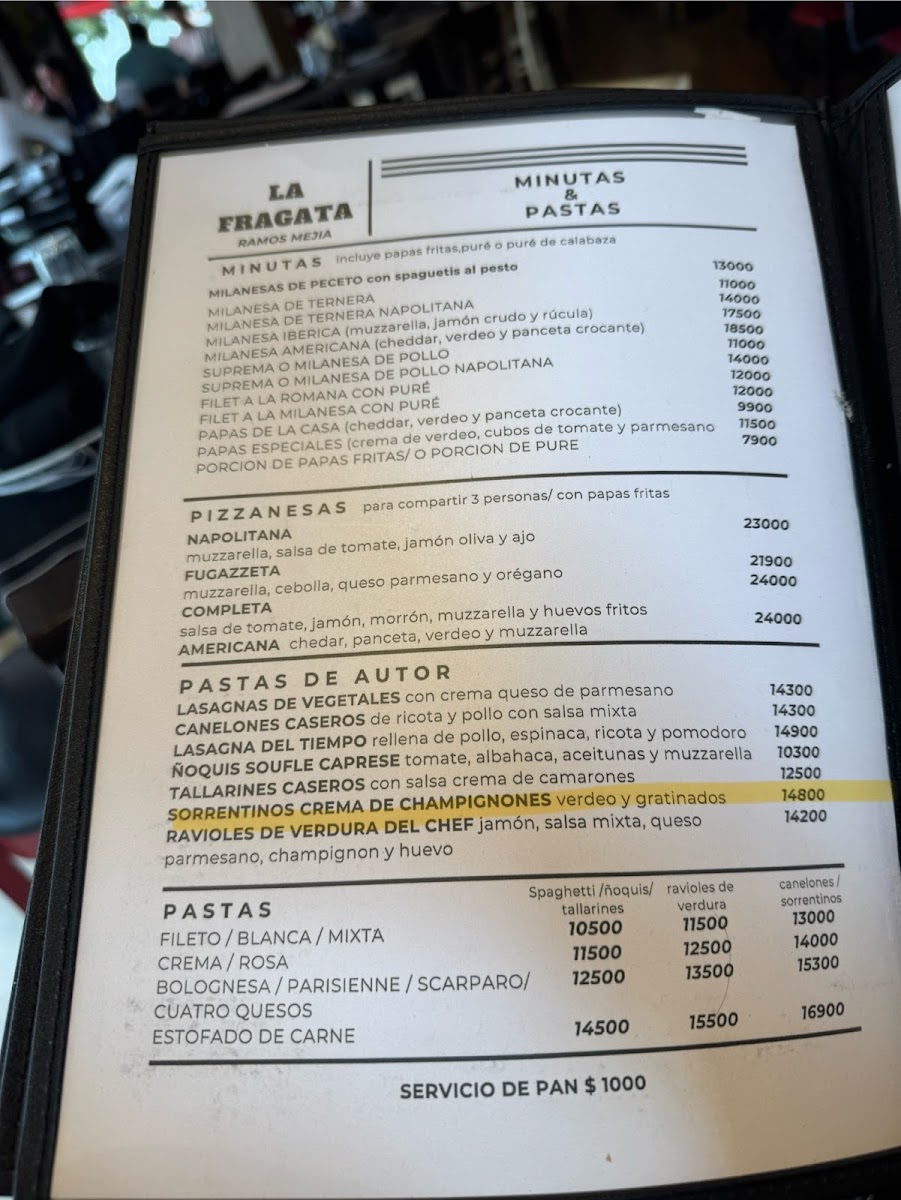 LA
FRAGATA
RAMOS MEJIA
MINUTAS
&
PASTAS
MINUTAS Incluye papas fritas,puré o puré de calabaza
MILANESAS DE PECETO con spaguetis al pesto 13000
MILANESA DE TERNERA 11000
MILANESA DE TERNERA NAPOLITANA 14000
MILANESA IBERICA (muzzarella, jamón crudo y rúcula) 17500
MILANESA AMERICANA (cheddar, verdeo y panceta crocante) 18500
SUPREMA O MILANESA DE POLLO 11000
SUPREMA O MILANESA DE POLLO NAPOLITANA 14000
FILET A LA ROMANA CON PURÉ 12000
FILET A LA MILANESA CON PURÉ 12000
PAPAS DE LA CASA (cheddar, verdeo y panceta crocante) 9900
PAPAS ESPECIALES (crema de verdeo, cubos de tomate y parmesano 11500
PORCION DE PAPAS FRITAS/ O PORCION DE PURE 7900
PIZZANESAS para compartir 3 personas/ con papas fritas
NAPOLITANA 23000
muzzarella, salsa de tomate, jamón oliva y ajo
FUGAZZETA 21900
muzzarella, cebolla, queso parmesano y orégano
COMPLETA 24000
salsa de tomate, jamón, morrón, muzzarella y huevos fritos
AMERICANA chedar, panceta, verdeo y muzzarella 24000
PASTAS DE AUTOR
LASAGNAS DE VEGETALES con crema queso de parmesano 14300
CANELONES CASEROS de ricota y pollo con salsa mixta 14300
LASAGNA DEL TIEMPO rellena de pollo, espinaca, ricota y pomodoro 14900
ÑOQUIS SOUFLE CAPRESE tomate, albahaca, aceitunas y muzzarella 10300
TALLARINES CASEROS con salsa crema de camarones 12500
SORRENTINOS CREMA DE CHAMPIGNONES verdeo y gratinados 14800
RAVIOLES DE VERDURA DEL CHEF jamón, salsa mixta, queso 14200
parmesano, champignon y huevo
PASTAS
Spaghetti /ñoquis/ ravioles de canelones /
tallarines verdura sorrentinos
FILETO / BLANCA / MIXTA 10500 11500 13000
CREMA / ROSA 11500 12500 14000
BOLOGNESA / PARISIENNE / SCARPARO/ 12500 13500 15300
CUATRO QUESOS
ESTOFADO DE CARNE 14500 15500 16900
SERVICIO DE PAN $ 1000